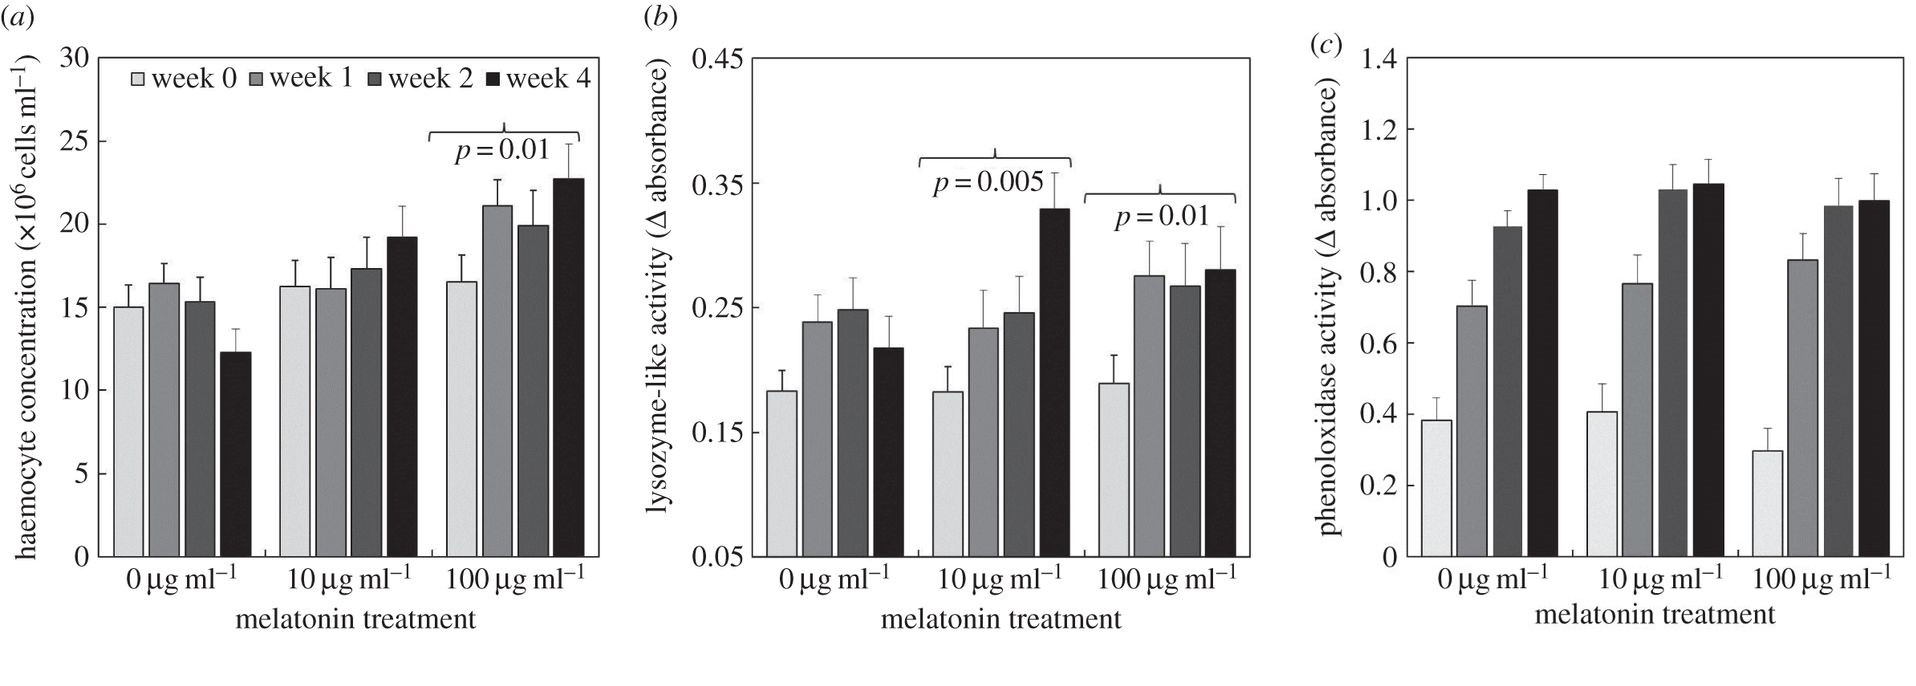 (a)
haemocyte concentration (×10⁶ cells ml⁻¹)
30
25
20
15
10
5
0
week 0 week 1 week 2 week 4
p = 0.01
0 µg ml⁻¹ 10 µg ml⁻¹ 100 µg ml⁻¹
melatonin treatment
(b)
lysozyme-like activity (Δ absorbance)
0.45
0.35
0.25
0.15
0.05
p = 0.005
p = 0.01
0 µg ml⁻¹ 10 µg ml⁻¹ 100 µg ml⁻¹
melatonin treatment
(c)
phenoloxidase activity (Δ absorbance)
1.4
1.2
1.0
0.8
0.6
0.4
0.2
0
0 µg ml⁻¹ 10 µg ml⁻¹ 100 µg ml⁻¹
melatonin treatment